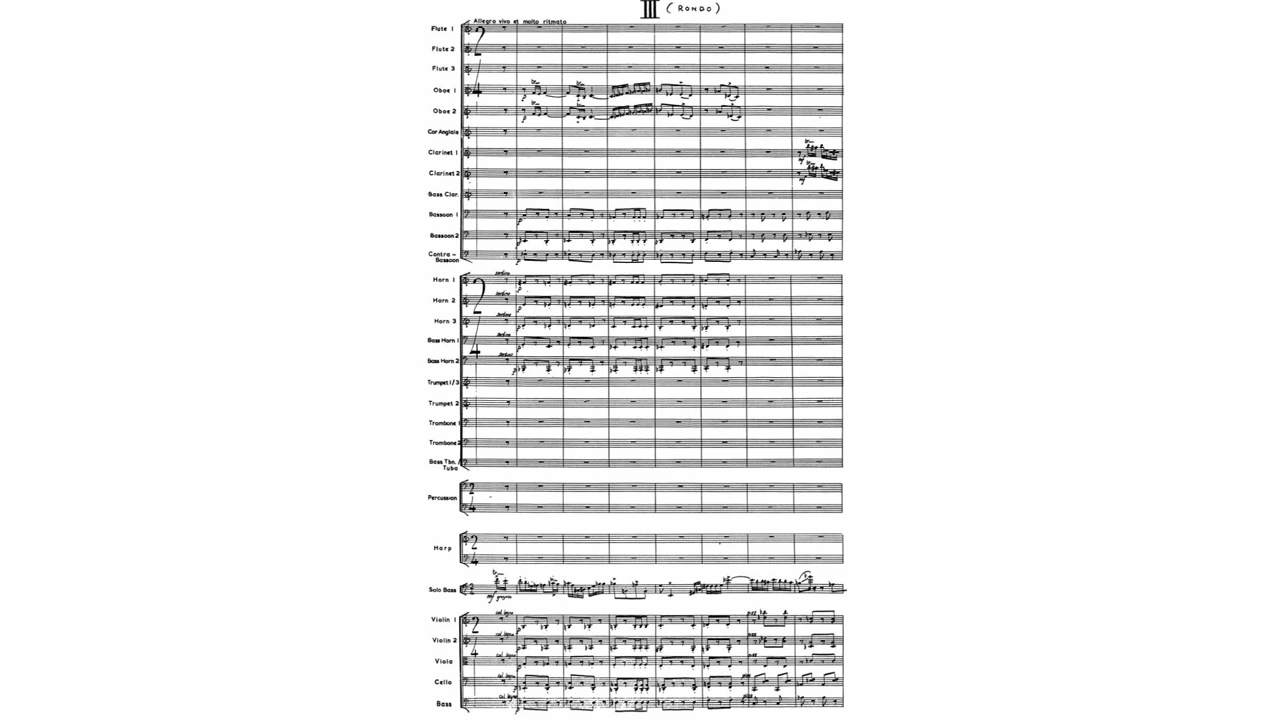 III (RONDO)
Allegro vivo et molto ritmato
Flute 1
Flute 2
Flute 3
Oboe 1
Oboe 2
Cor Anglais
Clarinet 1
Clarinet 2
Bass Clar.
Bassoon 1
Bassoon 2
Contra-
Bassoon
Horn 1
Horn 2
Horn 3
Bass Horn 1
Bass Horn 2
Trumpet 1/3
Trumpet 2
Trombone 1
Trombone 2
Bass Tbn./
Tuba
Percussion
Harp
Solo Bass
Violin 1
Violin 2
Viola
Cello
Bass